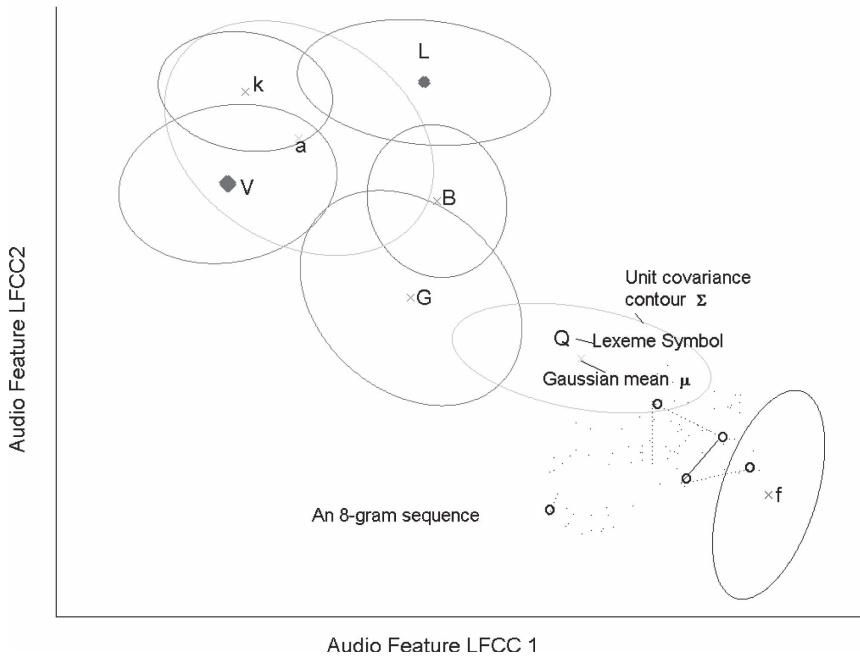 L
k
a
V
B
Unit covariance
contour Σ
G
Q
Lexeme Symbol
Gaussian mean μ
f
An 8-gram sequence
Audio Feature LFCC2
Audio Feature LFCC 1